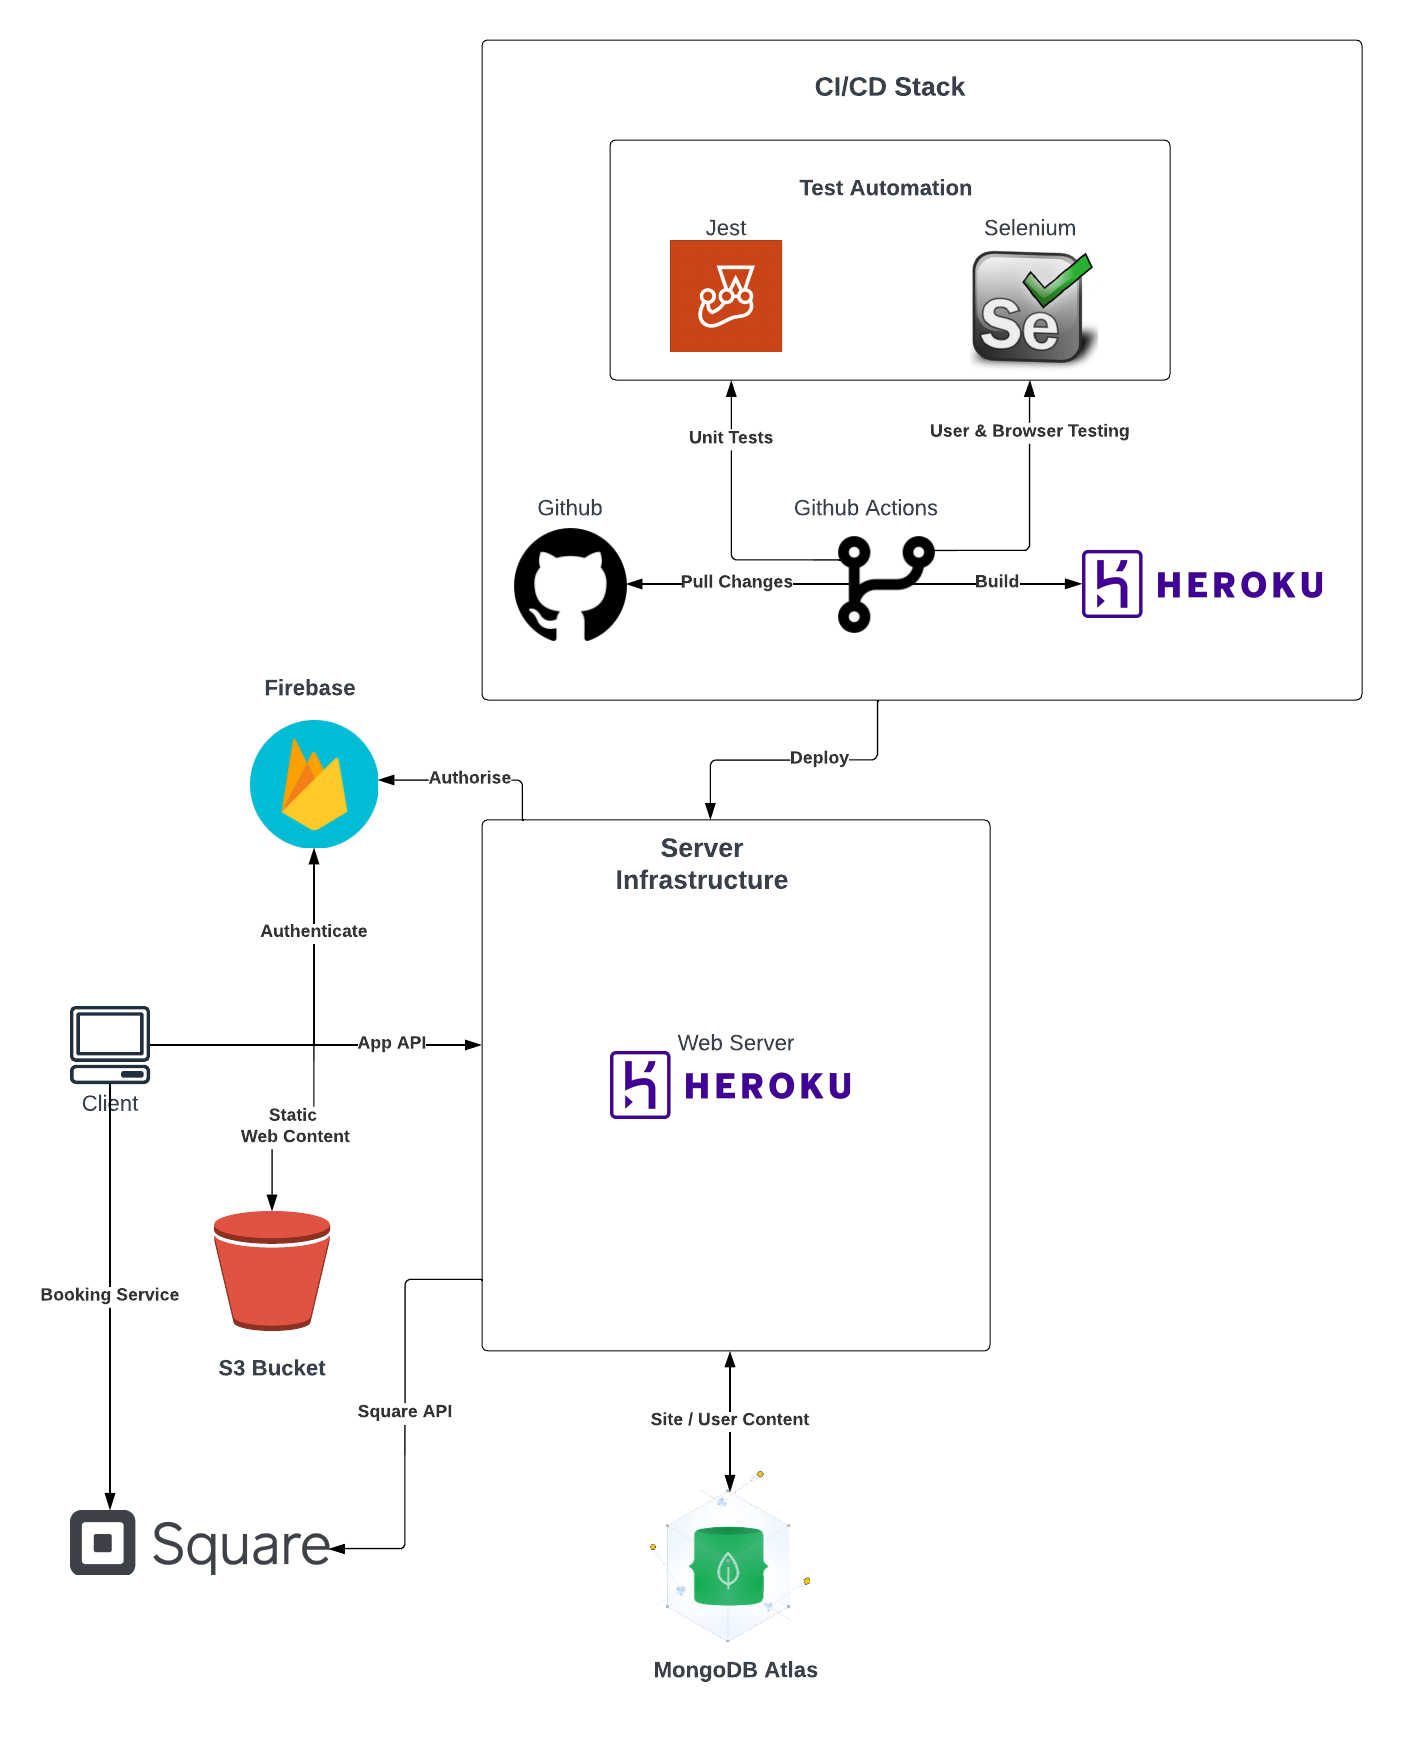 CI/CD Stack
Test Automation
Jest
Selenium
Se
Unit Tests
User & Browser Testing
Github
Github Actions
Pull Changes
Build
HEROKU
Firebase
Deploy
Authorise
Server
Infrastructure
Authenticate
App API
Web Server
HEROKU
Client
Static
Web Content
Booking Service
S3 Bucket
Square API
Site / User Content
Square
MongoDB Atlas